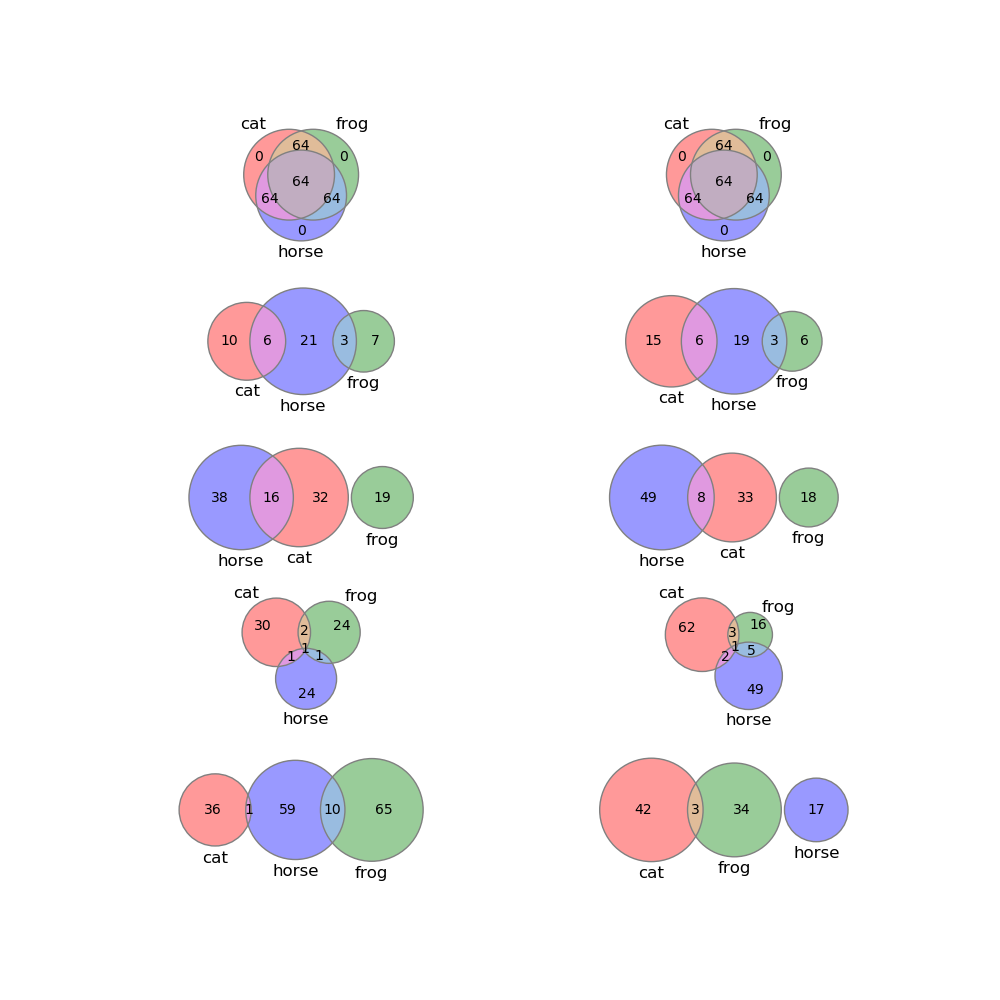 cat frog
0 64 0
64
64 64
0
horse
cat frog
0 64 0
64
64 64
0
horse
10 6 21 3 7
cat horse frog
15 6 19 3 6
cat horse frog
38 16 32 19
horse cat frog
49 8 33 18
horse cat frog
cat frog
30 2 24
1 1 1
24
horse
cat frog
62 3 16
2 1 5
49
horse
36 1 59 10 65
cat horse frog
42 3 34 17
cat frog horse